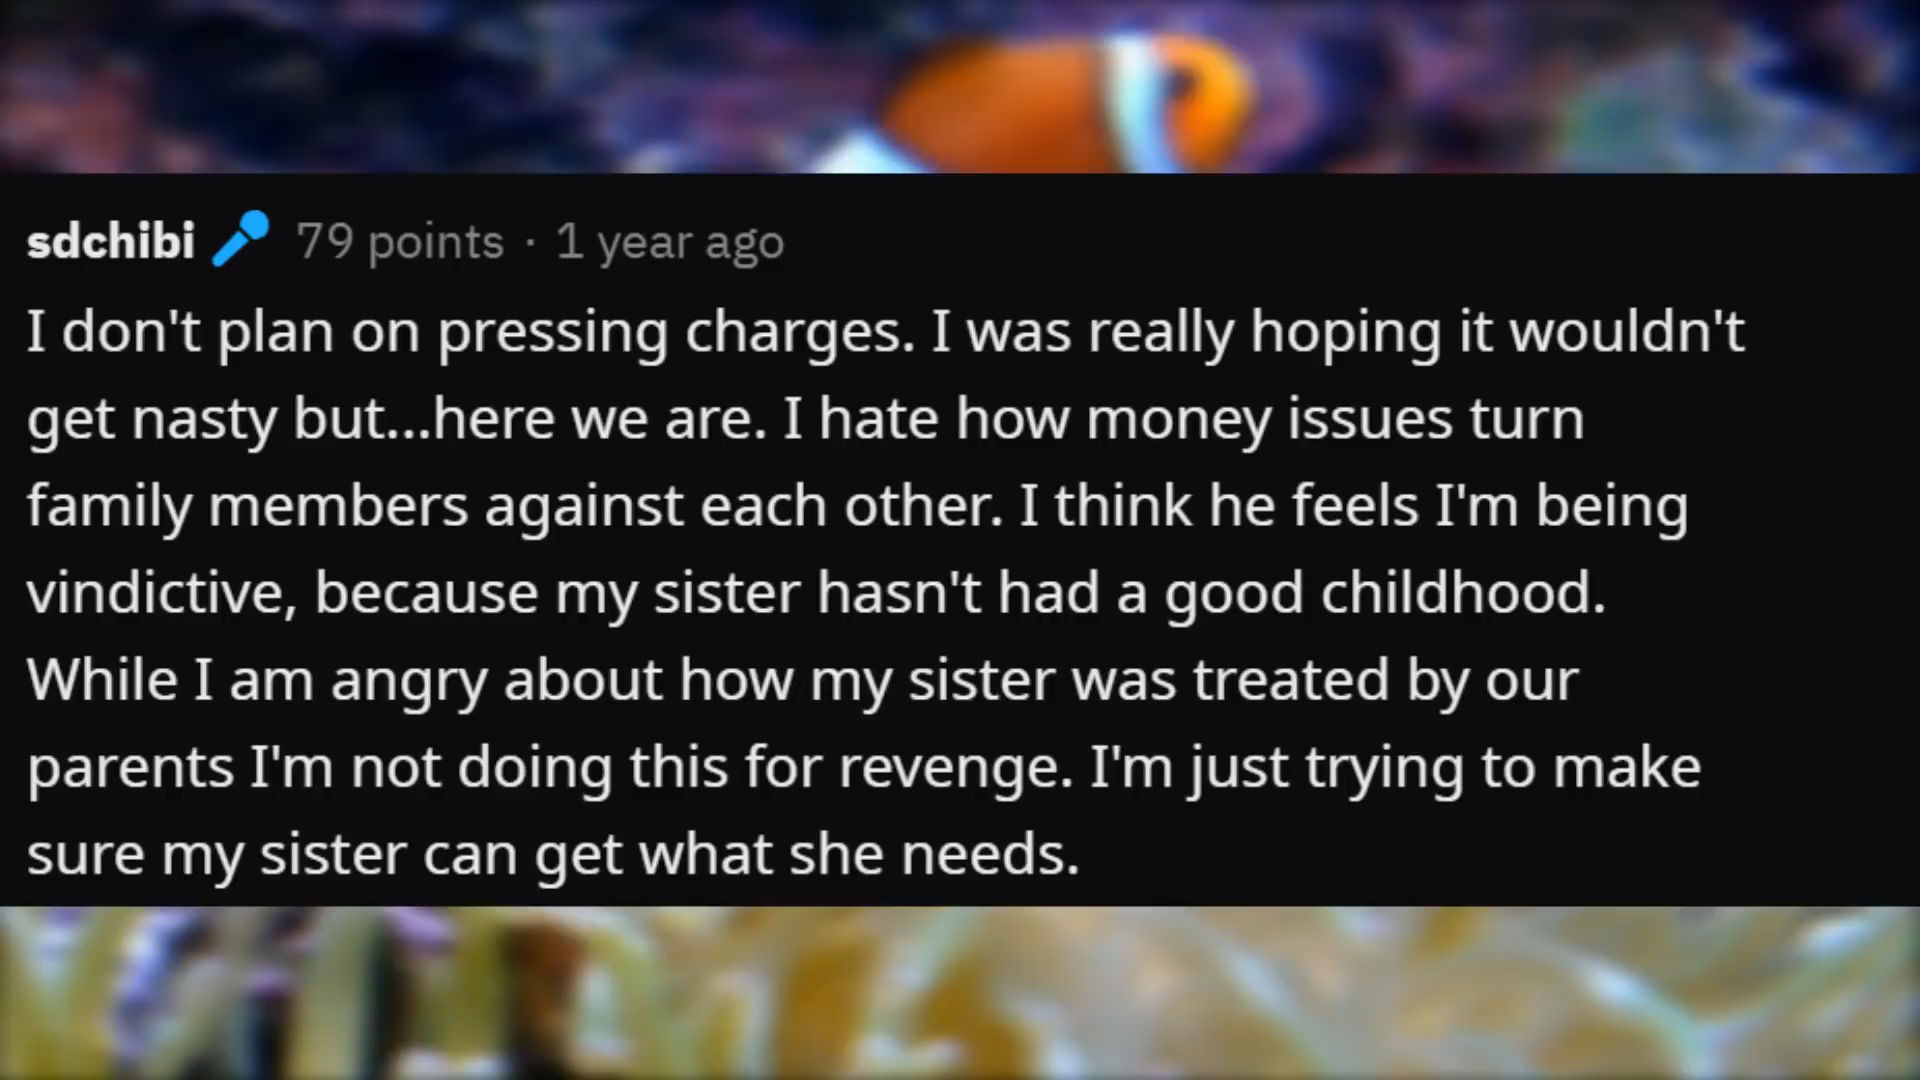 sdchibi 79 points · 1 year ago
I don't plan on pressing charges. I was really hoping it wouldn't
get nasty but...here we are. I hate how money issues turn
family members against each other. I think he feels I'm being
vindictive, because my sister hasn't had a good childhood.
While I am angry about how my sister was treated by our
parents I'm not doing this for revenge. I'm just trying to make
sure my sister can get what she needs.